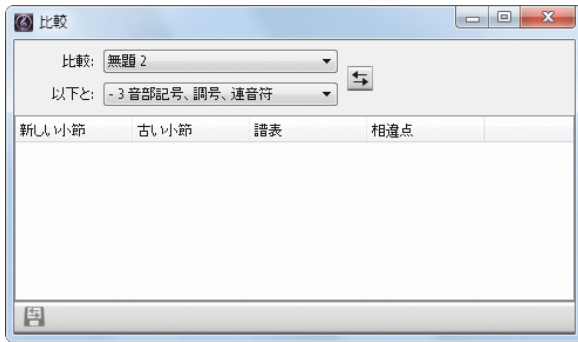 比較
比較: 無題 2
以下と: - 3 音部記号、調号、連音符
新しい小節 古い小節 譜表 相違点